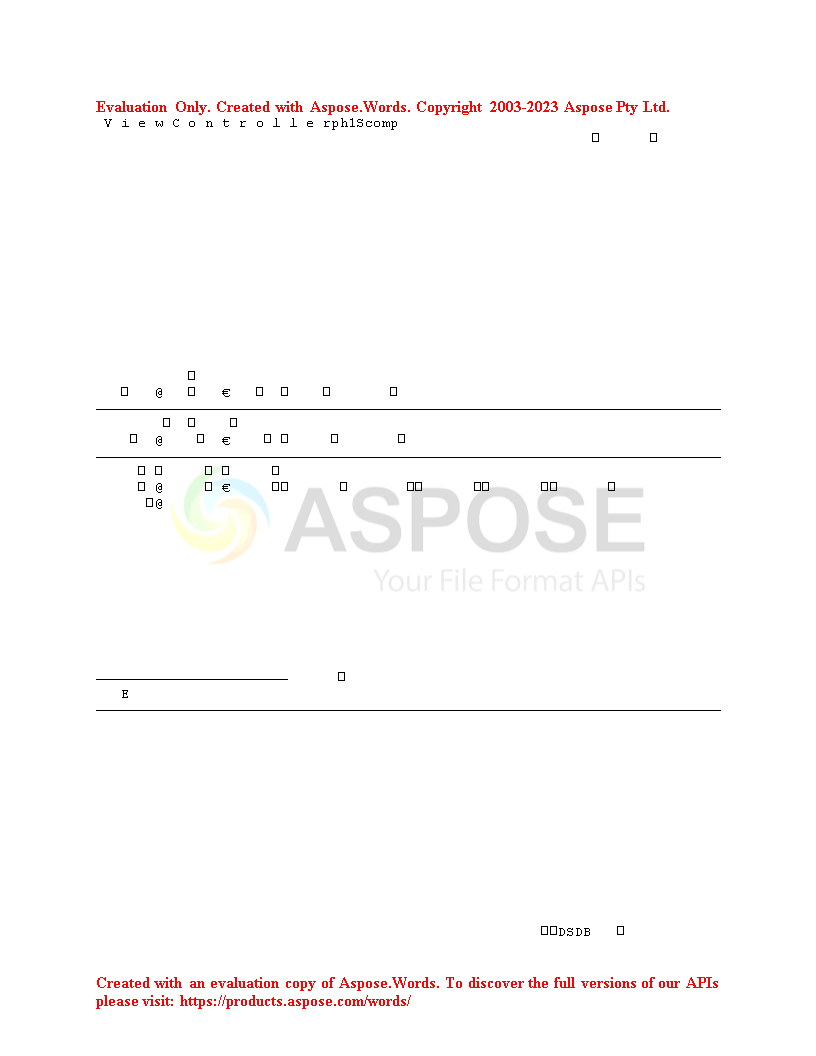 Evaluation Only. Created with Aspose.Words. Copyright 2003-2023 Aspose Pty Ltd.
V i e w C o n t r o l l e rph1Scomp
□ □
□
□ @ □ € □ □ □ □
□ □ □
□ @ □ € □ □ □ □
□ □ □ □ □
□ @ □ € □□ □ □□ □□ □□ □
□@
ASPOSE
Your File Format APIs
□
E
□□DSDB □
Created with an evaluation copy of Aspose.Words. To discover the full versions of our APIs
please visit: https://products.aspose.com/words/